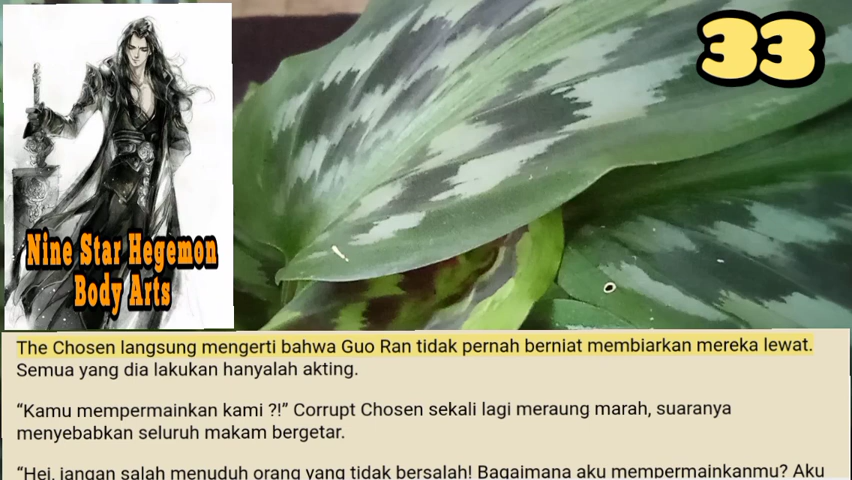 33
Nine Star Hegemon
Body Arts
The Chosen langsung mengerti bahwa Guo Ran tidak pernah berniat membiarkan mereka lewat.
Semua yang dia lakukan hanyalah akting.
“Kamu mempermainkan kami ?!” Corrupt Chosen sekali lagi meraung marah, suaranya
menyebabkan seluruh makam bergetar.
“Hei, jangan salah menuduh orang yang tidak bersalah! Bagaimana aku mempermainkanmu? Aku